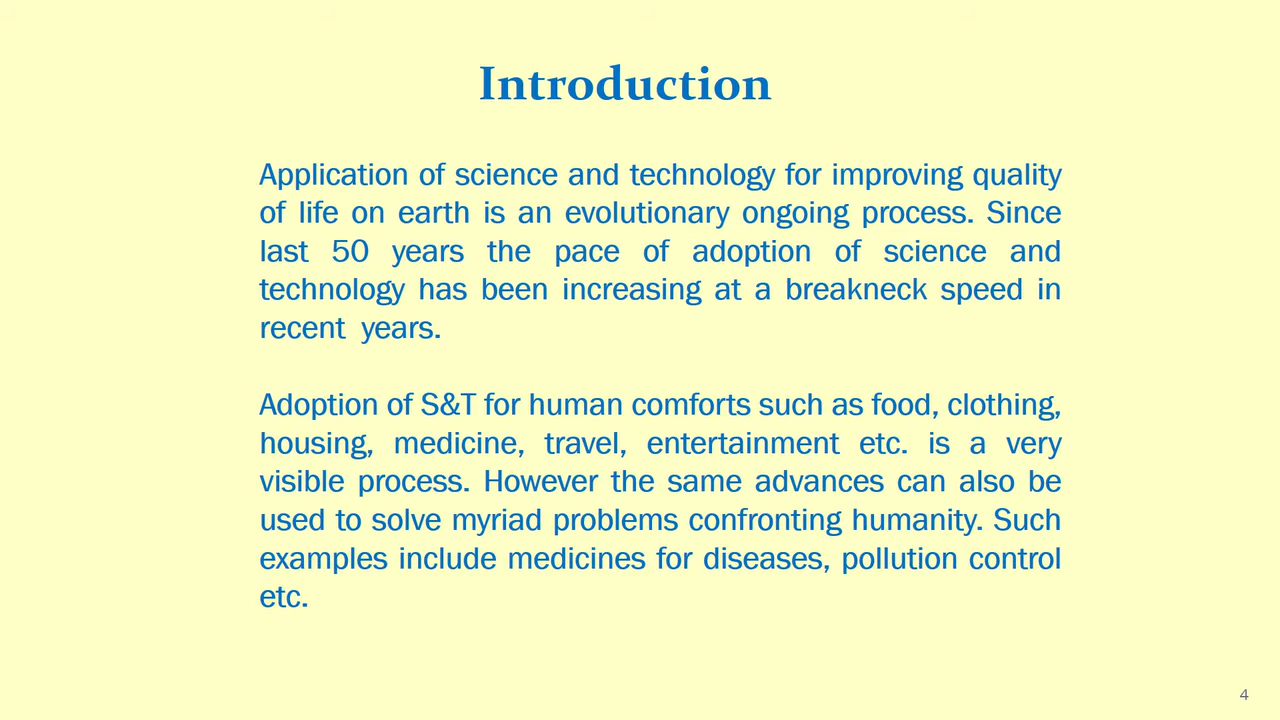 Introduction
Application of science and technology for improving quality
of life on earth is an evolutionary ongoing process. Since
last 50 years the pace of adoption of science and
technology has been increasing at a breakneck speed in
recent years.
Adoption of S&T for human comforts such as food, clothing,
housing, medicine, travel, entertainment etc. is a very
visible process. However the same advances can also be
used to solve myriad problems confronting humanity. Such
examples include medicines for diseases, pollution control
etc.
4